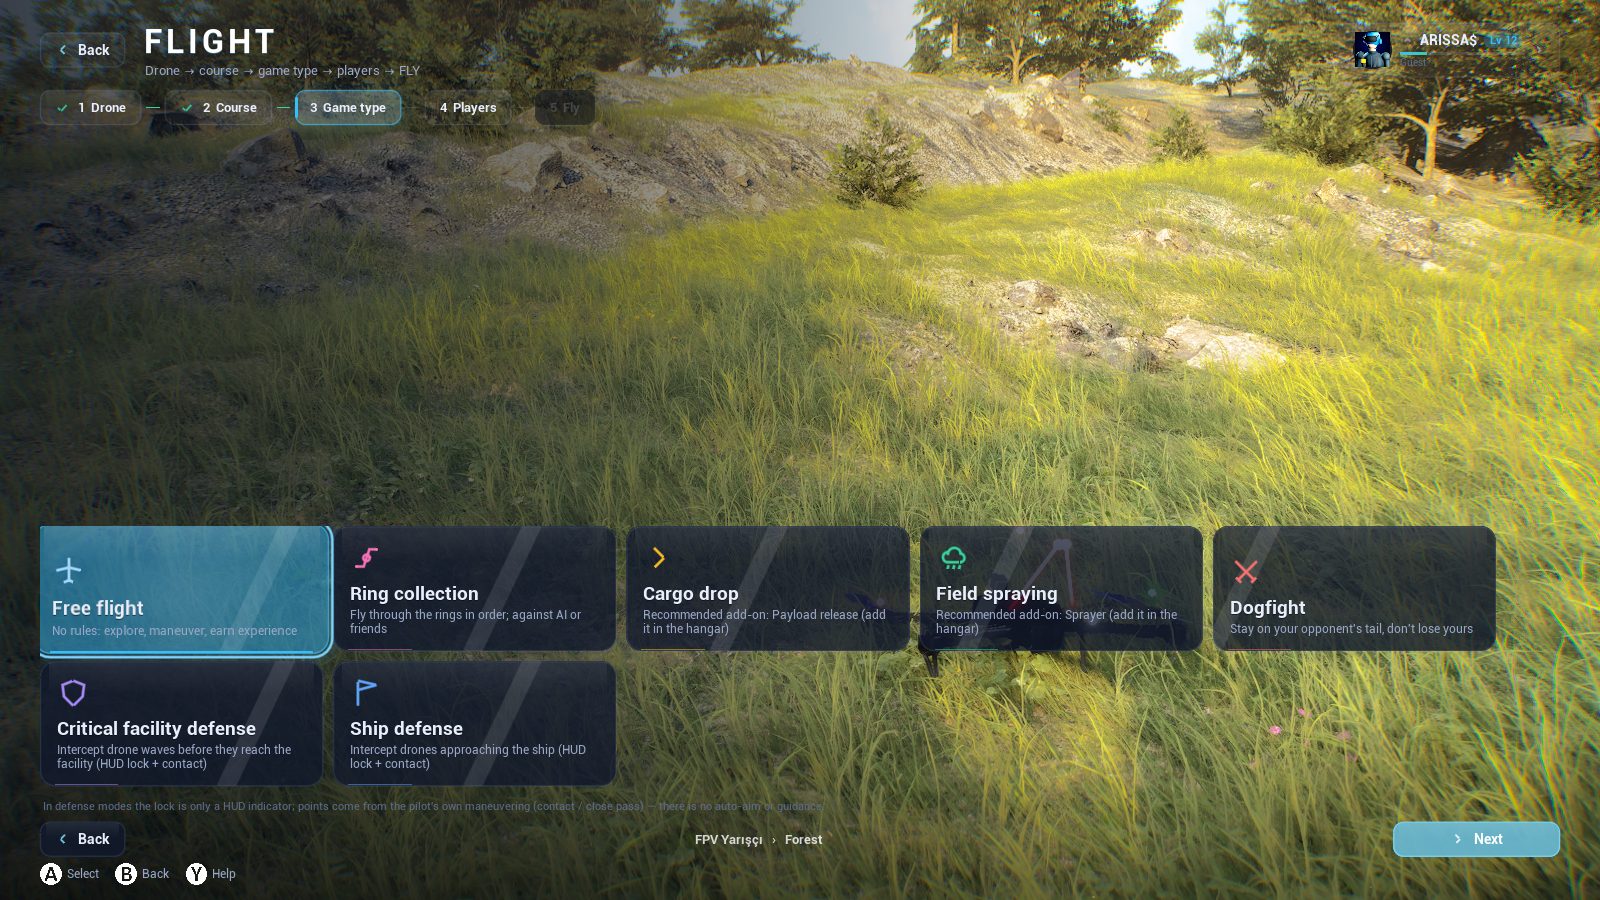 Back
FLIGHT
Drone → course → game type → players → FLY
ARISSA$ Lv 12
Guest
1 Drone
2 Course
3 Game type
4 Players
5 Fly
Free flight
No rules: explore, maneuver, earn experience
Ring collection
Fly through the rings in order; against AI or
friends
Cargo drop
Recommended add-on: Payload release (add
it in the hangar)
Field spraying
Recommended add-on: Sprayer (add it in the
hangar)
Dogfight
Stay on your opponent's tail, don't lose yours
Critical facility defense
Intercept drone waves before they reach the
facility (HUD lock + contact)
Ship defense
Intercept drones approaching the ship (HUD
lock + contact)
In defense modes the lock is only a HUD indicator; points come from the pilot's own maneuvering (contact / close pass) — there is no auto-aim or guidance.
Back
FPV Yarışçı › Forest
Next
A Select B Back Y Help